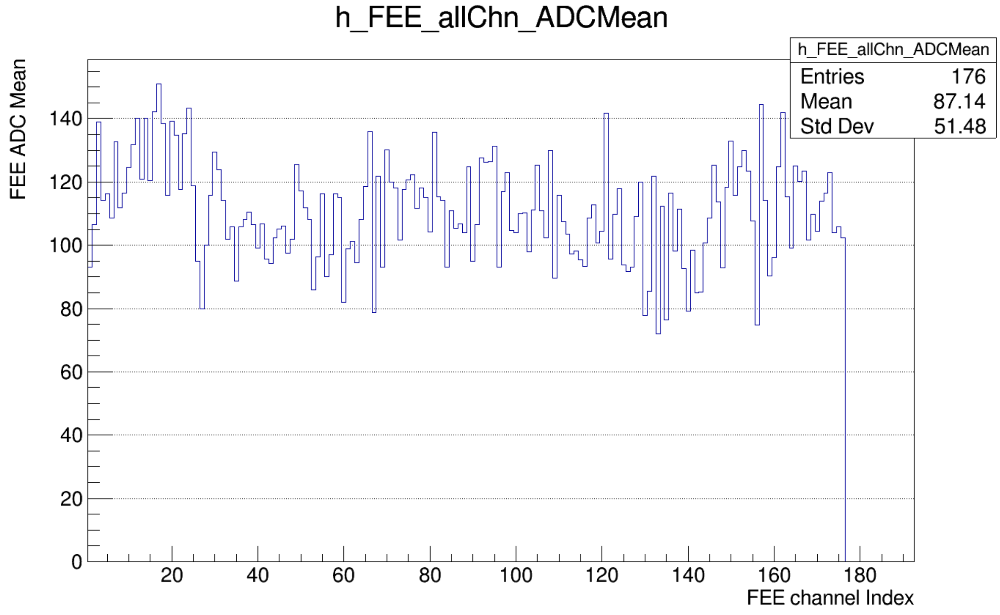 h_FEE_allChn_ADCMean
h_FEE_allChn_ADCMean
Entries 176
Mean 87.14
Std Dev 51.48
FEE ADC Mean
140
120
100
80
60
40
20
0
20 40 60 80 100 120 140 160 180
FEE channel Index